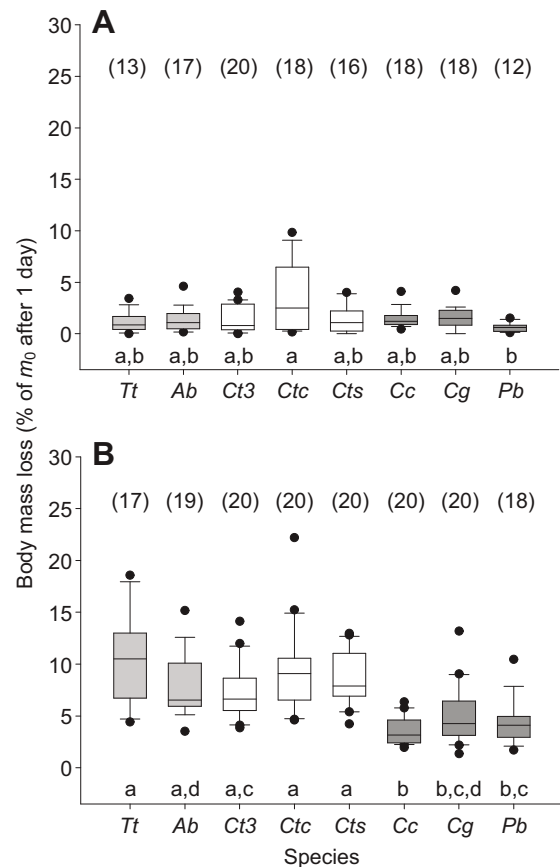 A
30
(13) (17) (20) (18) (16) (18) (18) (12)
25
20
15
10
5
0
a,b a,b a,b a a,b a,b a,b b
Tt Ab Ct3 Ctc Cts Cc Cg Pb
Body mass loss (% of m0 after 1 day)
B
30
(17) (19) (20) (20) (20) (20) (20) (18)
25
20
15
10
5
0
a a,d a,c a a b b,c,d b,c
Tt Ab Ct3 Ctc Cts Cc Cg Pb
Species